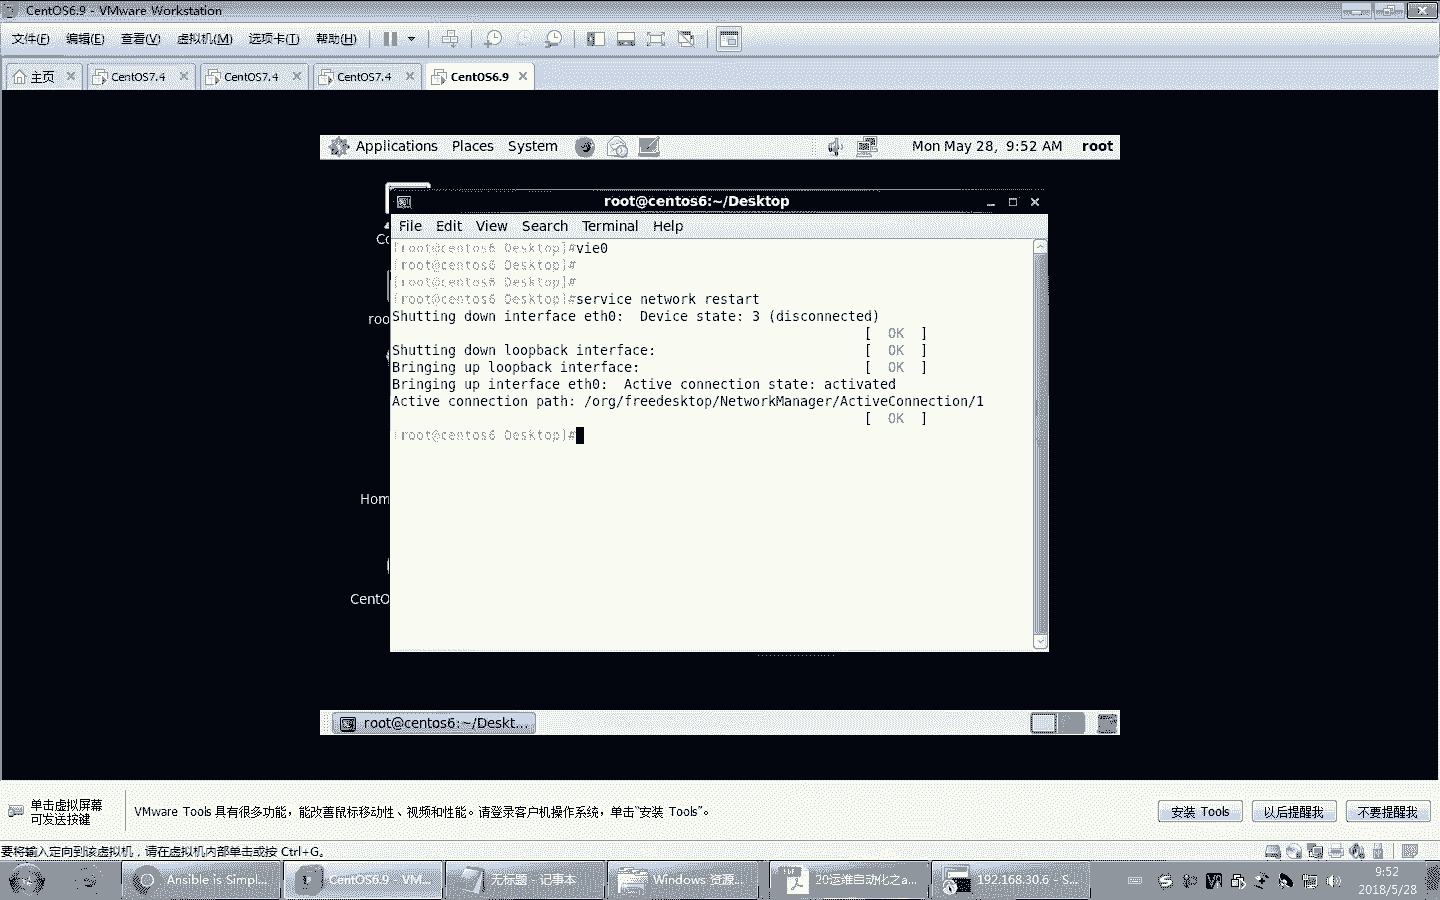 CentOS6.9 - VMware Workstation
文件(F) 编辑(E) 查看(V) 虚拟机(M) 选项卡(T) 帮助(H)
主页 CentOS7.4 CentOS7.4 CentOS7.4 CentOS6.9
Applications Places System Mon May 28, 9:52 AM root
root@centos6:~/Desktop
File Edit View Search Terminal Help
[root@centos6 Desktop]#vie0
[root@centos6 Desktop]#
[root@centos6 Desktop]#
[root@centos6 Desktop]#service network restart
Shutting down interface eth0:  Device state: 3 (disconnected)
[  OK  ]
Shutting down loopback interface: [  OK  ]
Bringing up loopback interface: [  OK  ]
Bringing up interface eth0:  Active connection state: activated
Active connection path: /org/freedesktop/NetworkManager/ActiveConnection/1
[  OK  ]
[root@centos6 Desktop]#
Co
roo
Hom
CentO
root@centos6:~/Deskt...
单击虚拟屏幕
可发送按键
VMware Tools 具有很多功能，能改善鼠标移动性、视频和性能。请登录客户机操作系统，单击“安装 Tools”。
安装 Tools 以后提醒我 不要提醒我
要将输入定向到该虚拟机，请在虚拟机内部单击或按 Ctrl+G。
Ansible is Simpl... CentOS6.9 - VM... 无标题 - 记事本 Windows 资源... 20运维自动化之a... 192.168.30.6 - S...
9:52
2018/5/28